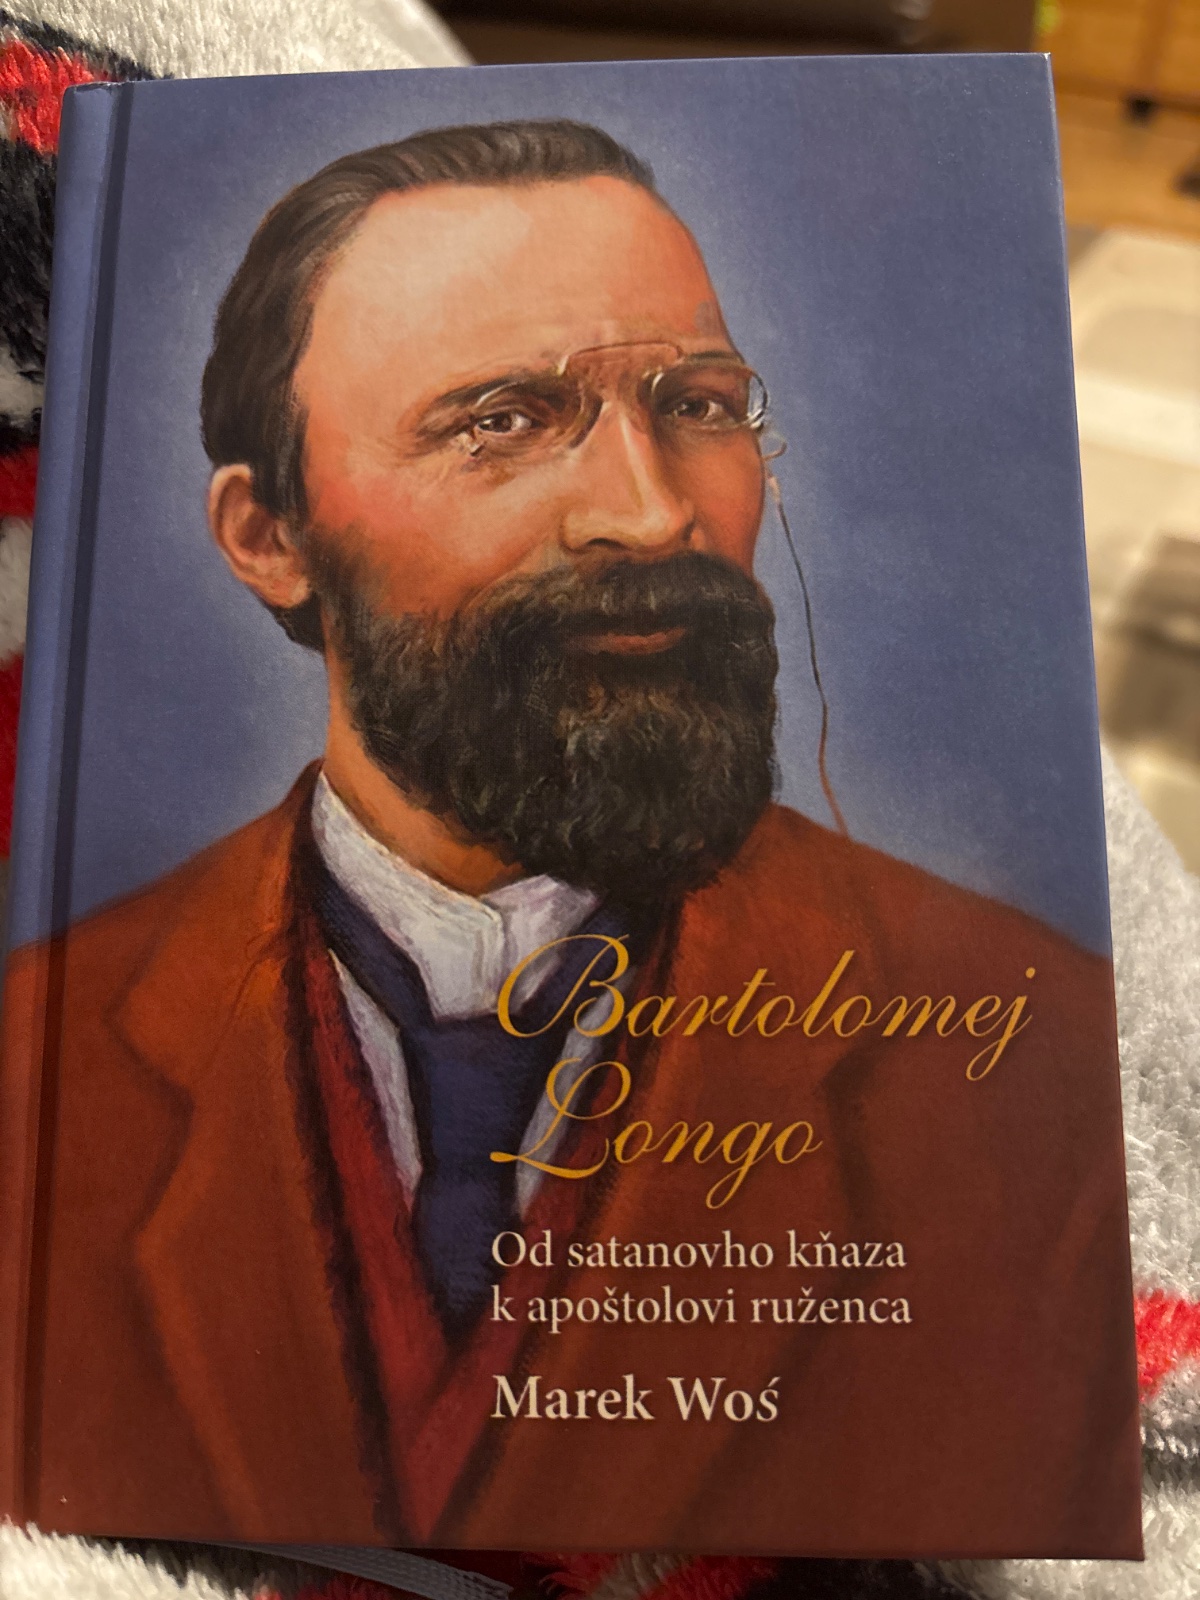 Bartolomej
Longo
Od satanovho kňaza
k apoštolovi ruženca
Marek Woś